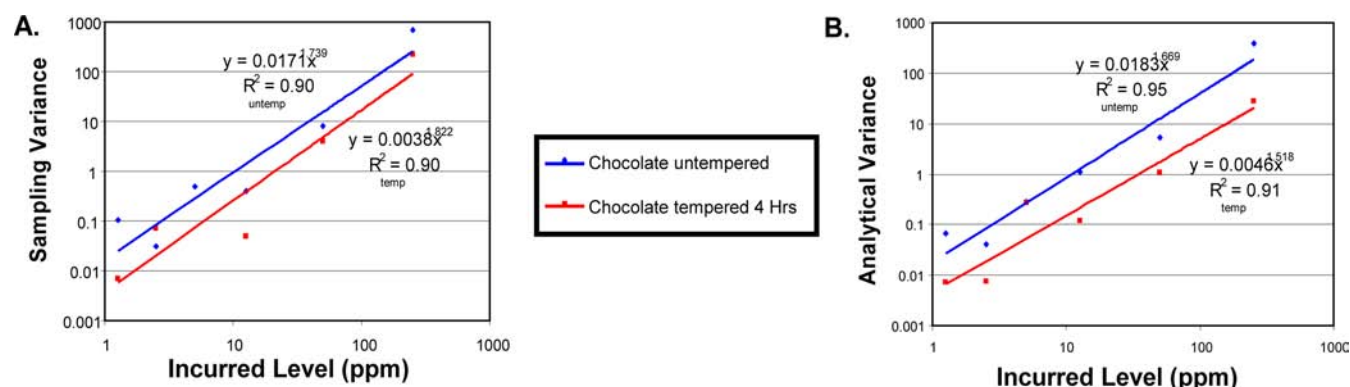 A.
Sampling Variance
1000
100
10
1
0.1
0.01
0.001
y = 0.0171x^1.739
R^2 = 0.90
untemp
y = 0.0038x^1.822
R^2 = 0.90
temp
1 10 100 1000
Incurred Level (ppm)
Chocolate untempered
Chocolate tempered 4 Hrs
B.
Analytical Variance
1000
100
10
1
0.1
0.01
0.001
y = 0.0183x^1.669
R^2 = 0.95
untemp
y = 0.0046x^1.518
R^2 = 0.91
temp
1 10 100 1000
Incurred Level (ppm)